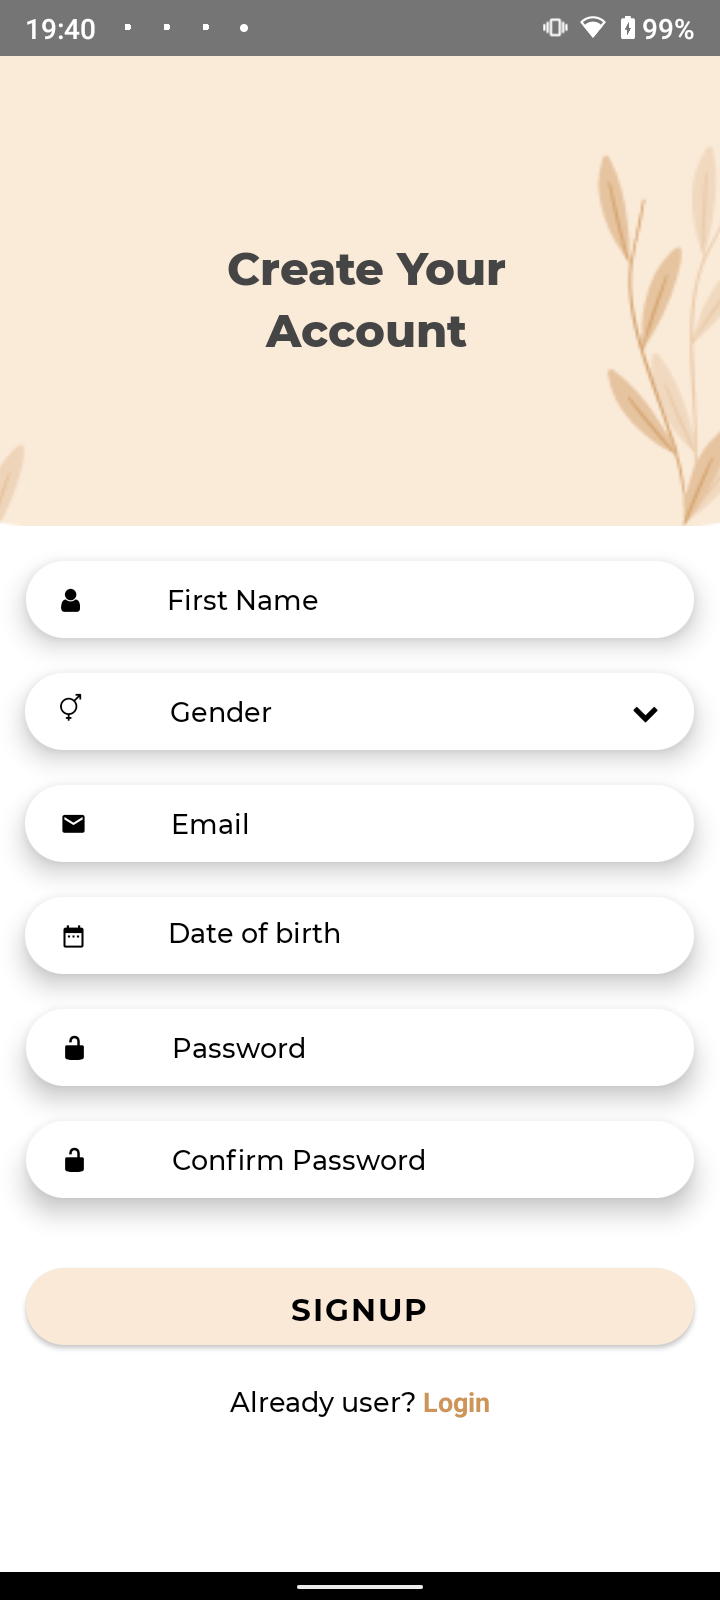 19:40
99%
Create Your
Account
First Name
Gender
Email
Date of birth
Password
Confirm Password
SIGNUP
Already user? Login